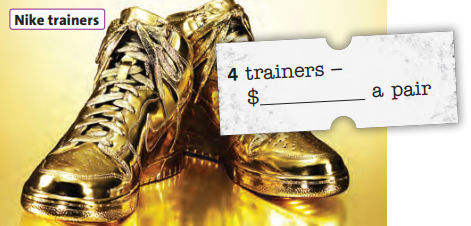 Nike trainers
4 trainers –
$__________ a pair